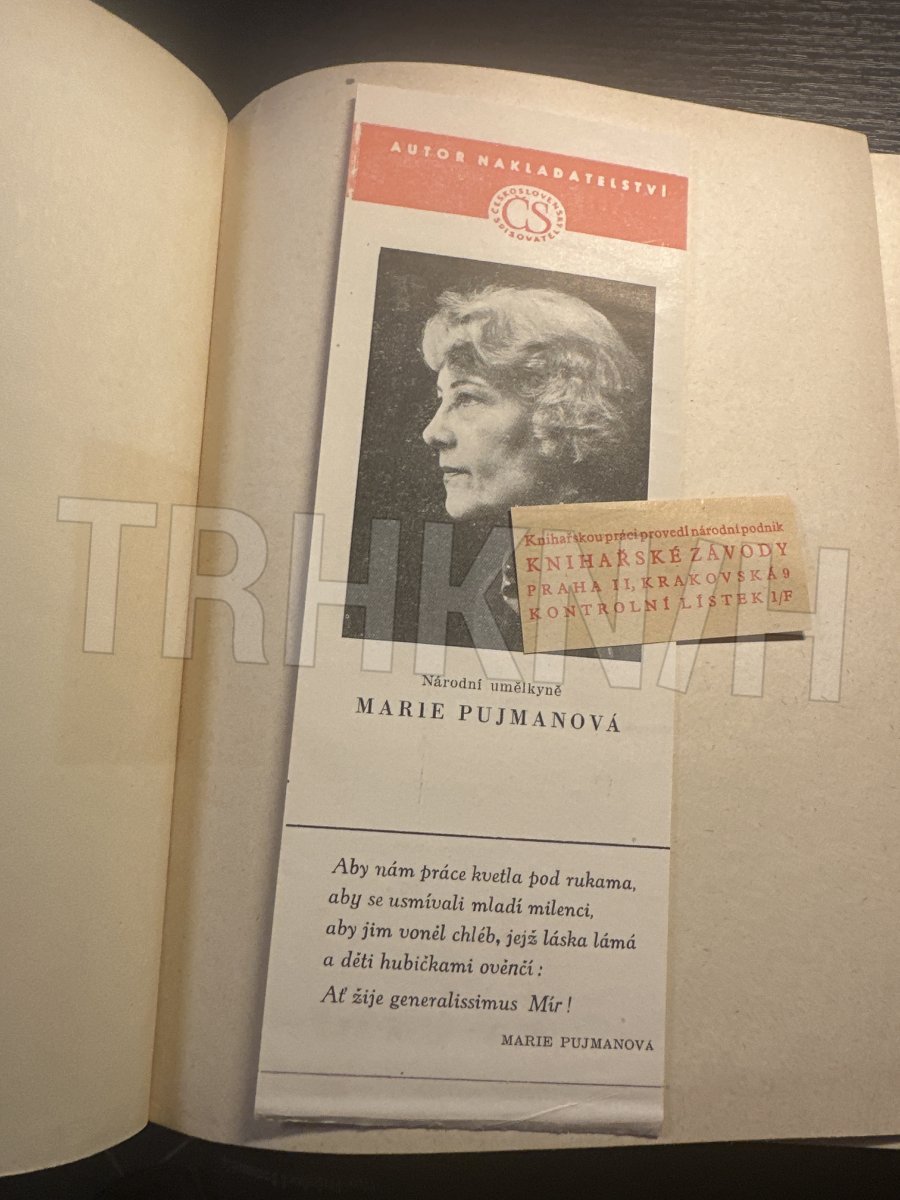 AUTOR NAKLADATELSTVÍ
ČESKOSLOVENSKÝ
ČS
SPISOVATEL
Knihařskou práci provedl národní podnik
KNIHAŘSKÉ ZÁVODY
PRAHA II, KRAKOVSKÁ 9
KONTROLNÍ LÍSTEK 1/F
TRHKNIH
Národní umělkyně
MARIE PUJMANOVÁ
Aby nám práce kvetla pod rukama,
aby se usmívali mladí milenci,
aby jim voněl chléb, jejž láska lámá
a děti hubičkami ověnčí :
Ať žije generalissimus Mír !
MARIE PUJMANOVÁ